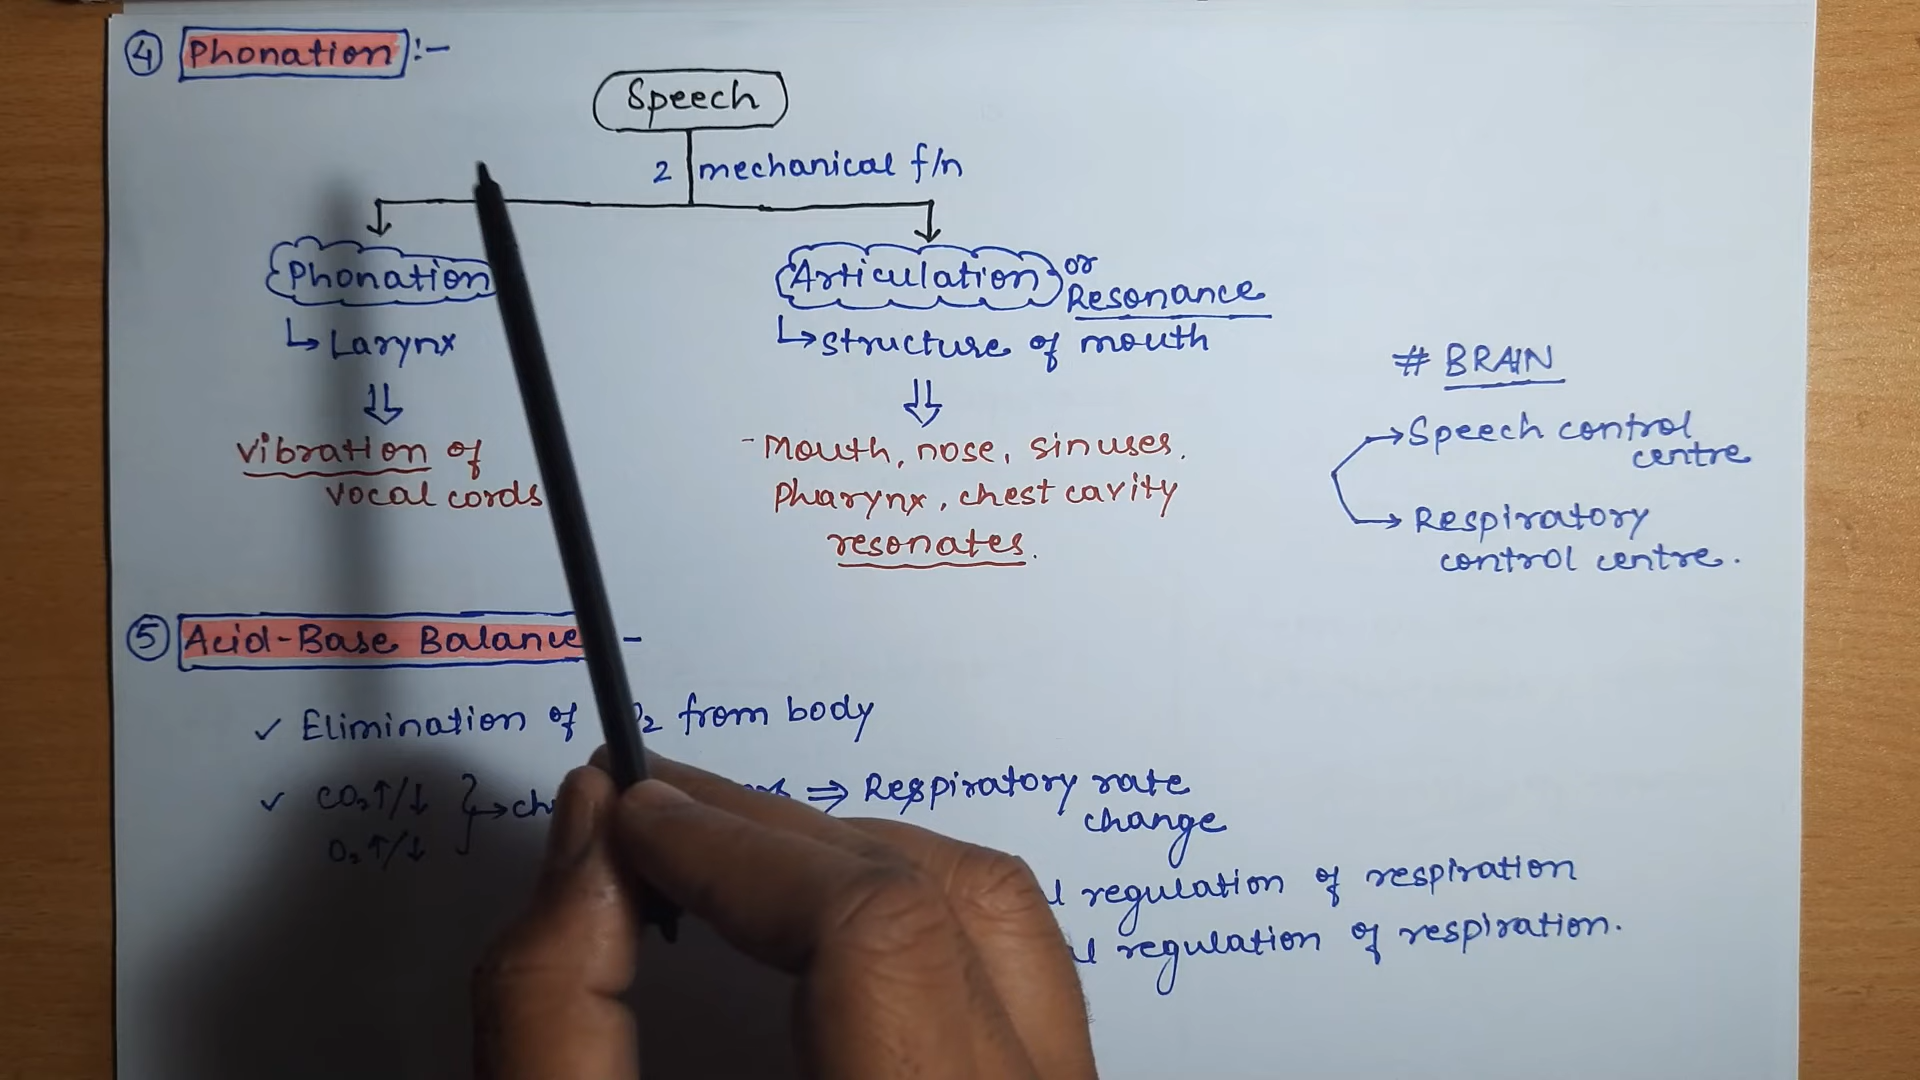 ④ Phonation :-
Speech
2 mechanical f/n
Phonation
Articulation or
Resonance
↳ Larynx
↳ structure of mouth
# BRAIN
⇓ ⇓
vibration of
vocal cords
- Mouth, nose, sinuses.
Pharynx, chest cavity
resonates.
→ Speech control
centre
→ Respiratory
control centre.
⑤ Acid-Base Balance -
✓ Elimination of from body
✓ CO₂↑/↓ ⇒ Respiratory rate
change
O₂↑/↓
regulation of respiration
regulation of respiration.